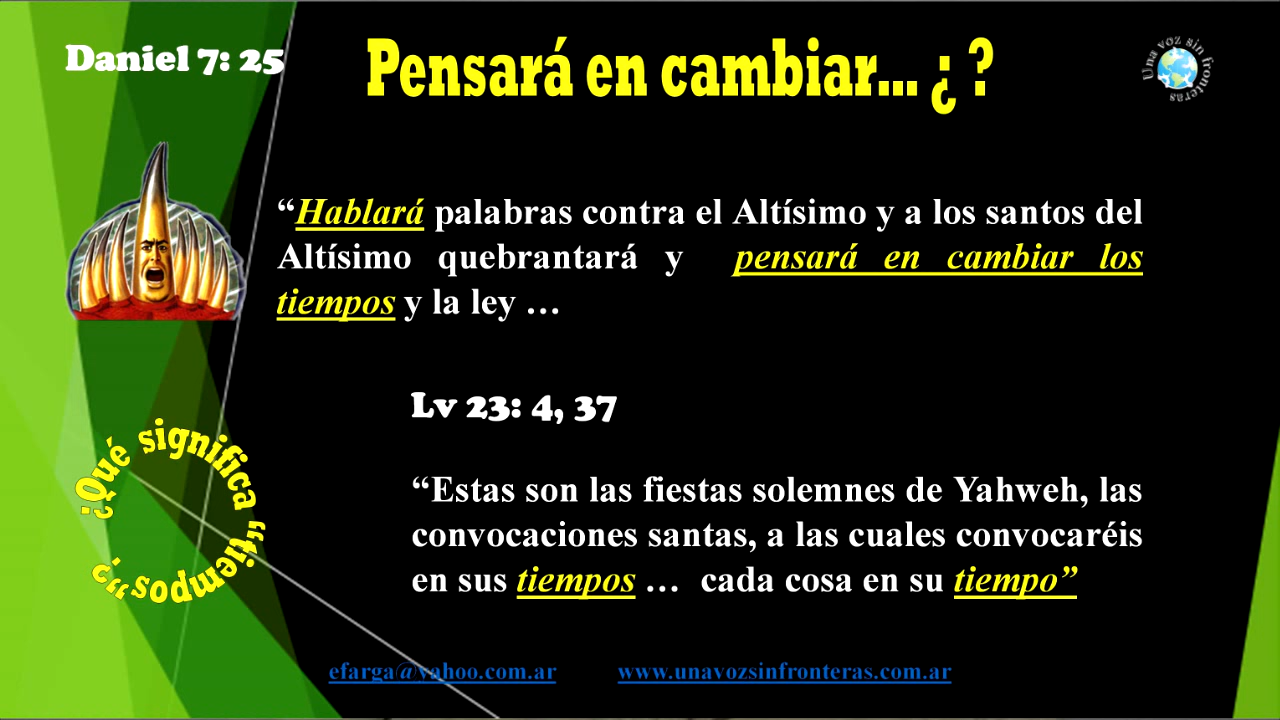 Daniel 7: 25
Pensará en cambiar... ¿ ?
Una voz sin fronteras
“Hablará palabras contra el Altísimo y a los santos del
Altísimo quebrantará y pensará en cambiar los
tiempos y la ley …
Lv 23: 4, 37
¿Qué significa “tiempos”?
“Estas son las fiestas solemnes de Yahweh, las
convocaciones santas, a las cuales convocaréis
en sus tiempos … cada cosa en su tiempo”
efarga@yahoo.com.ar www.unavozsinfronteras.com.ar